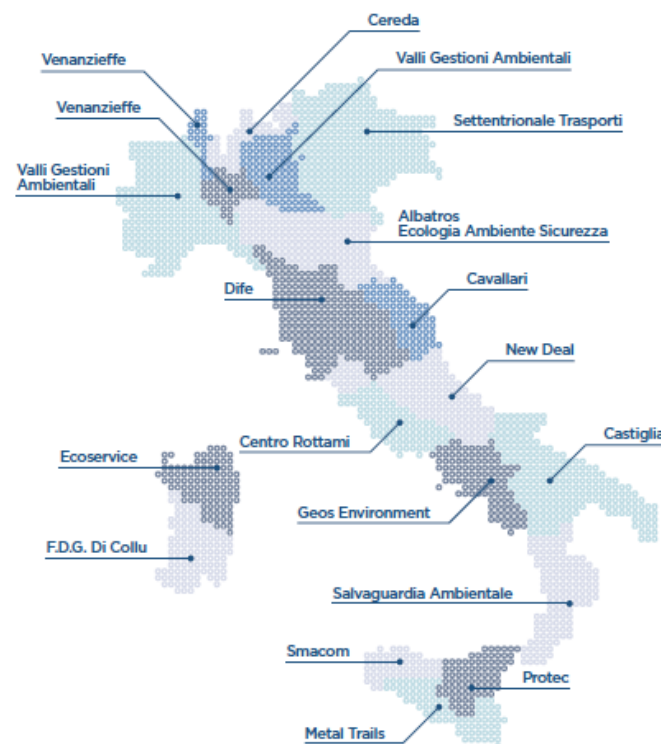 Cereda
Venanzieffe
Valli Gestioni Ambientali
Venanzieffe
Settentrionale Trasporti
Valli Gestioni
Ambientali
Albatros
Ecologia Ambiente Sicurezza
Dife
Cavallari
New Deal
Castiglia
Centro Rottami
Ecoservice
Geos Environment
F.D.G. Di Collu
Salvaguardia Ambientale
Smacom
Protec
Metal Trails